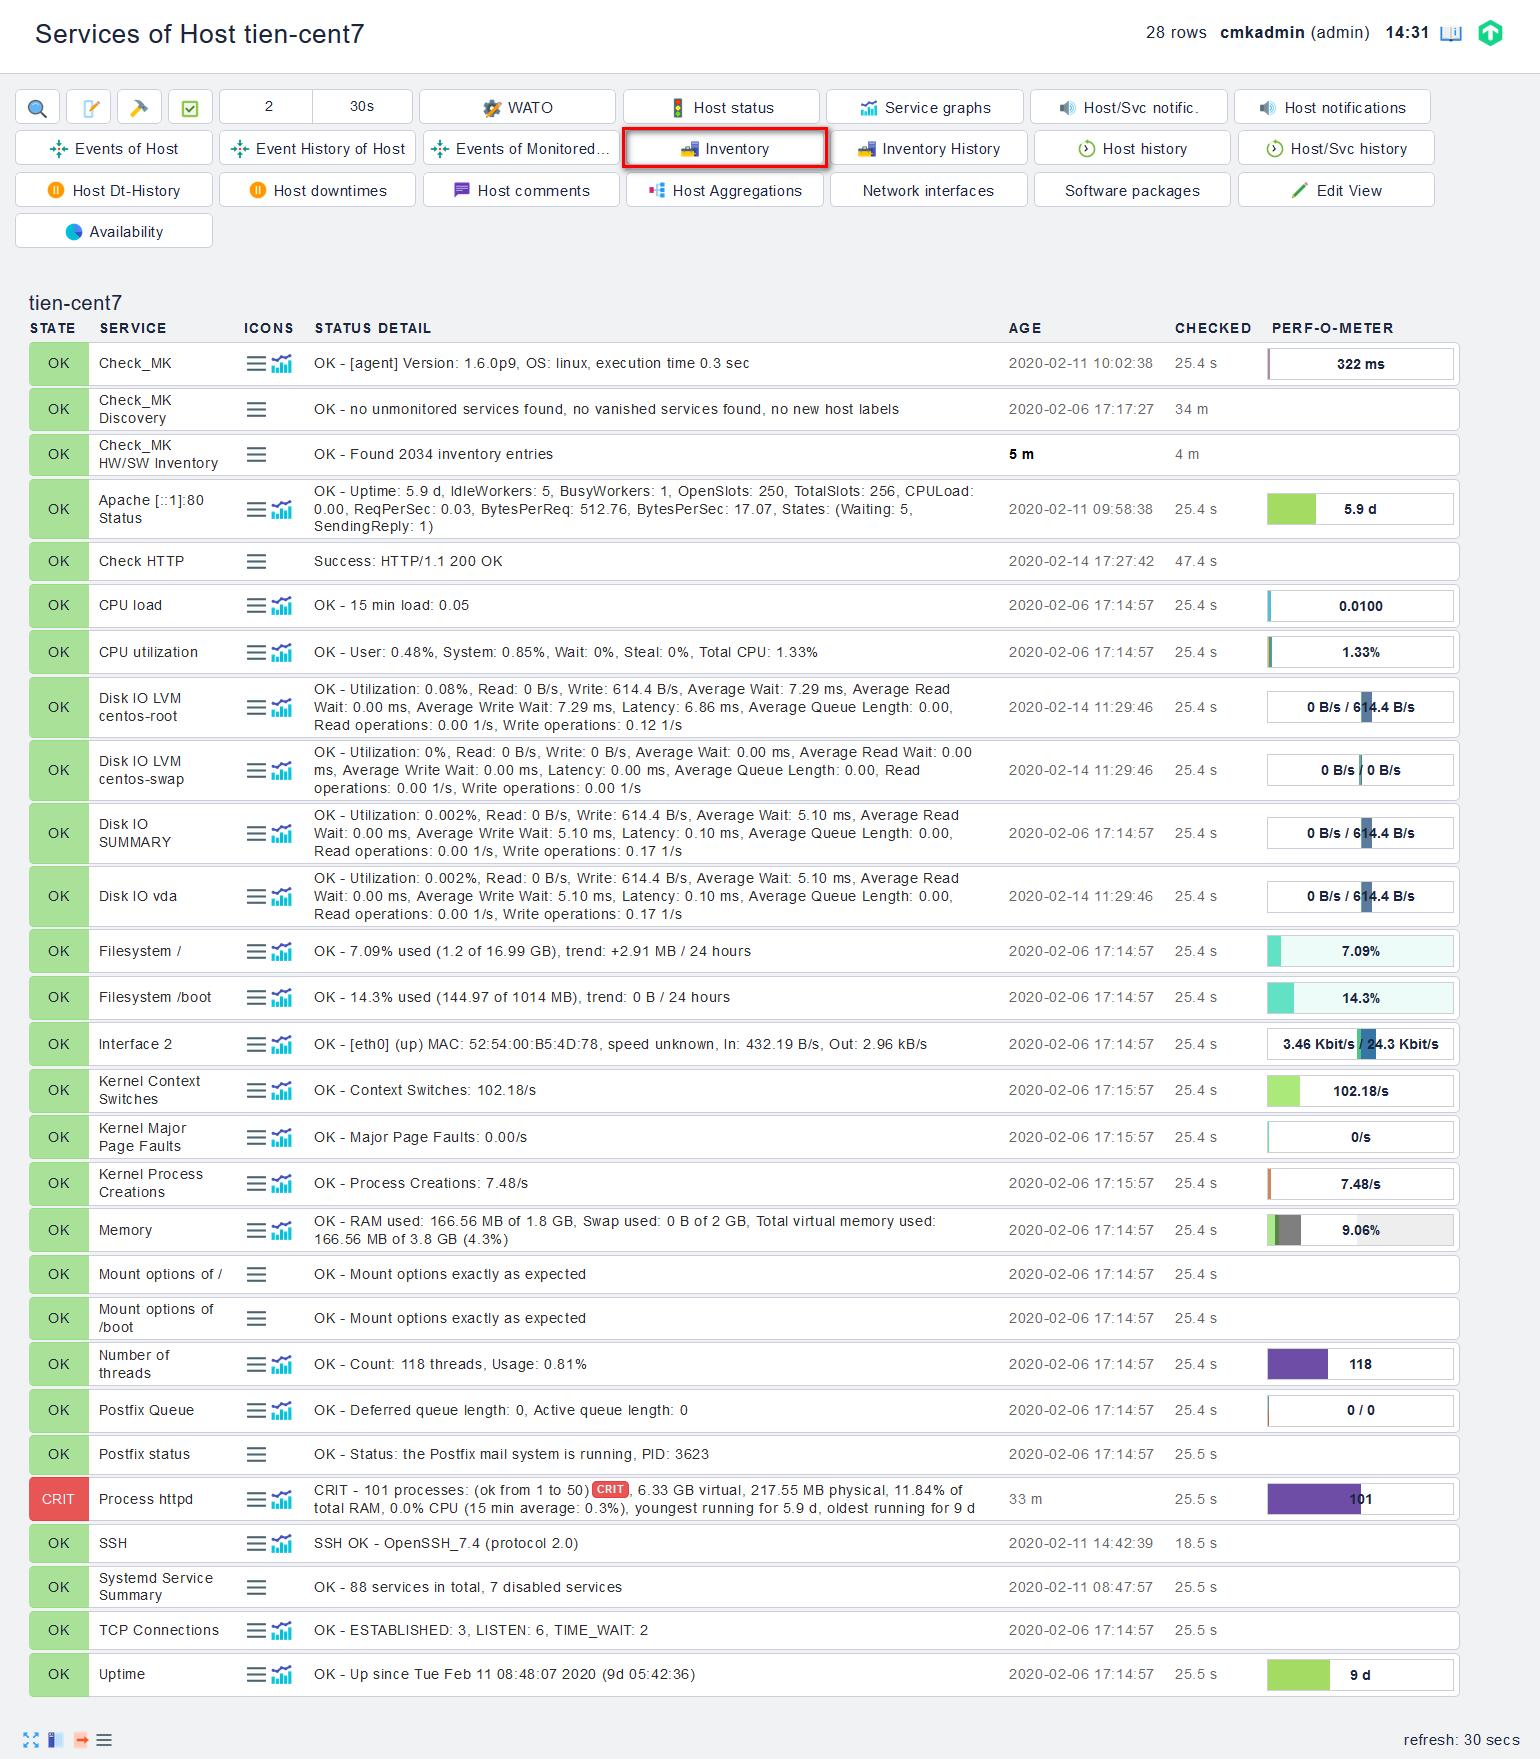 Services of Host tien-cent7
28 rows cmkadmin (admin) 14:31
2 30s WATO Host status Service graphs Host/Svc notific. Host notifications
Events of Host Event History of Host Events of Monitored... Inventory Inventory History Host history Host/Svc history
Host Dt-History Host downtimes Host comments Host Aggregations Network interfaces Software packages Edit View
Availability
tien-cent7
STATE SERVICE ICONS STATUS DETAIL AGE CHECKED PERF-O-METER
OK Check_MK OK - [agent] Version: 1.6.0p9, OS: linux, execution time 0.3 sec 2020-02-11 10:02:38 25.4 s 322 ms
OK Check_MK
Discovery OK - no unmonitored services found, no vanished services found, no new host labels 2020-02-06 17:17:27 34 m
OK Check_MK
HW/SW Inventory OK - Found 2034 inventory entries 5 m 4 m
OK Apache [::1]:80
Status OK - Uptime: 5.9 d, IdleWorkers: 5, BusyWorkers: 1, OpenSlots: 250, TotalSlots: 256, CPULoad:
0.00, ReqPerSec: 0.03, BytesPerReq: 512.76, BytesPerSec: 17.07, States: (Waiting: 5,
SendingReply: 1) 2020-02-11 09:58:38 25.4 s 5.9 d
OK Check HTTP Success: HTTP/1.1 200 OK 2020-02-14 17:27:42 47.4 s
OK CPU load OK - 15 min load: 0.05 2020-02-06 17:14:57 25.4 s 0.0100
OK CPU utilization OK - User: 0.48%, System: 0.85%, Wait: 0%, Steal: 0%, Total CPU: 1.33% 2020-02-06 17:14:57 25.4 s 1.33%
OK Disk IO LVM
centos-root OK - Utilization: 0.08%, Read: 0 B/s, Write: 614.4 B/s, Average Wait: 7.29 ms, Average Read
Wait: 0.00 ms, Average Write Wait: 7.29 ms, Latency: 6.86 ms, Average Queue Length: 0.00,
Read operations: 0.00 1/s, Write operations: 0.12 1/s 2020-02-14 11:29:46 25.4 s 0 B/s / 614.4 B/s
OK Disk IO LVM
centos-swap OK - Utilization: 0%, Read: 0 B/s, Write: 0 B/s, Average Wait: 0.00 ms, Average Read Wait: 0.00
ms, Average Write Wait: 0.00 ms, Latency: 0.00 ms, Average Queue Length: 0.00, Read
operations: 0.00 1/s, Write operations: 0.00 1/s 2020-02-14 11:29:46 25.4 s 0 B/s / 0 B/s
OK Disk IO
SUMMARY OK - Utilization: 0.002%, Read: 0 B/s, Write: 614.4 B/s, Average Wait: 5.10 ms, Average Read
Wait: 0.00 ms, Average Write Wait: 5.10 ms, Latency: 0.10 ms, Average Queue Length: 0.00,
Read operations: 0.00 1/s, Write operations: 0.17 1/s 2020-02-06 17:14:57 25.4 s 0 B/s / 614.4 B/s
OK Disk IO vda OK - Utilization: 0.002%, Read: 0 B/s, Write: 614.4 B/s, Average Wait: 5.10 ms, Average Read
Wait: 0.00 ms, Average Write Wait: 5.10 ms, Latency: 0.10 ms, Average Queue Length: 0.00,
Read operations: 0.00 1/s, Write operations: 0.17 1/s 2020-02-14 11:29:46 25.4 s 0 B/s / 614.4 B/s
OK Filesystem / OK - 7.09% used (1.2 of 16.99 GB), trend: +2.91 MB / 24 hours 2020-02-06 17:14:57 25.4 s 7.09%
OK Filesystem /boot OK - 14.3% used (144.97 of 1014 MB), trend: 0 B / 24 hours 2020-02-06 17:14:57 25.4 s 14.3%
OK Interface 2 OK - [eth0] (up) MAC: 52:54:00:B5:4D:78, speed unknown, In: 432.19 B/s, Out: 2.96 kB/s 2020-02-06 17:14:57 25.4 s 3.46 Kbit/s / 24.3 Kbit/s
OK Kernel Context
Switches OK - Context Switches: 102.18/s 2020-02-06 17:15:57 25.4 s 102.18/s
OK Kernel Major
Page Faults OK - Major Page Faults: 0.00/s 2020-02-06 17:15:57 25.4 s 0/s
OK Kernel Process
Creations OK - Process Creations: 7.48/s 2020-02-06 17:15:57 25.4 s 7.48/s
OK Memory OK - RAM used: 166.56 MB of 1.8 GB, Swap used: 0 B of 2 GB, Total virtual memory used:
166.56 MB of 3.8 GB (4.3%) 2020-02-06 17:14:57 25.4 s 9.06%
OK Mount options of / OK - Mount options exactly as expected 2020-02-06 17:14:57 25.4 s
OK Mount options of
/boot OK - Mount options exactly as expected 2020-02-06 17:14:57 25.4 s
OK Number of
threads OK - Count: 118 threads, Usage: 0.81% 2020-02-06 17:14:57 25.4 s 118
OK Postfix Queue OK - Deferred queue length: 0, Active queue length: 0 2020-02-06 17:14:57 25.4 s 0 / 0
OK Postfix status OK - Status: the Postfix mail system is running, PID: 3623 2020-02-06 17:14:57 25.5 s
CRIT Process httpd CRIT - 101 processes: (ok from 1 to 50) CRIT, 6.33 GB virtual, 217.55 MB physical, 11.84% of
total RAM, 0.0% CPU (15 min average: 0.3%), youngest running for 5.9 d, oldest running for 9 d 33 m 25.5 s 101
OK SSH SSH OK - OpenSSH_7.4 (protocol 2.0) 2020-02-11 14:42:39 18.5 s
OK Systemd Service
Summary OK - 88 services in total, 7 disabled services 2020-02-11 08:47:57 25.5 s
OK TCP Connections OK - ESTABLISHED: 3, LISTEN: 6, TIME_WAIT: 2 2020-02-06 17:14:57 25.5 s
OK Uptime OK - Up since Tue Feb 11 08:48:07 2020 (9d 05:42:36) 2020-02-06 17:14:57 25.5 s 9 d
refresh: 30 secs